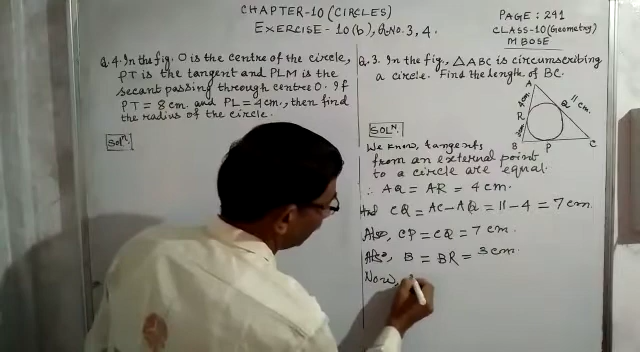 CHAPTER-10 (CIRCLES)
EXERCISE - 10(b), Q.No. 3, 4.
PAGE: 241
CLASS-10 (Geometry)
MBOSE
Q.4. In the fig. O is the centre of the circle,
PT is the tangent and PLM is the
secant passing through centre O. If
PT = 8 cm. and PL = 4 cm., then find
the radius of the circle.
Sol^n.
Q.3. In the fig., △ABC is circumscribing
a circle. Find the length of BC.
A
4cm.
11 cm.
Q
R
3cm.
B
P
C
Sol^n.
We know, tangents
from an external point
to a circle are equal.
∴ AQ = AR = 4 cm.
And CQ = AC - AQ = 11 - 4 = 7 cm.
Also, CP = CQ = 7 cm.
Also, B = BR = 3 cm.
Now,